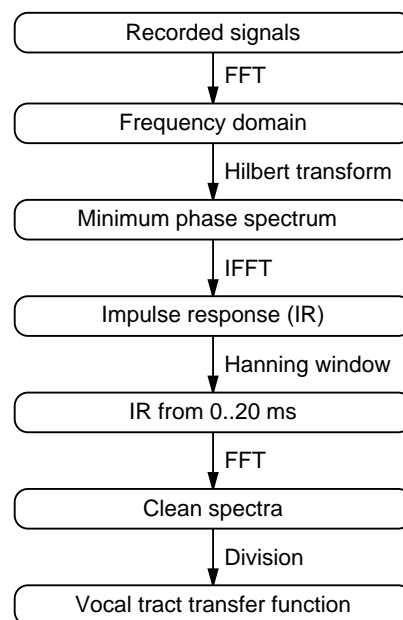 Recorded signals
FFT
Frequency domain
Hilbert transform
Minimum phase spectrum
IFFT
Impulse response (IR)
Hanning window
IR from 0..20 ms
FFT
Clean spectra
Division
Vocal tract transfer function